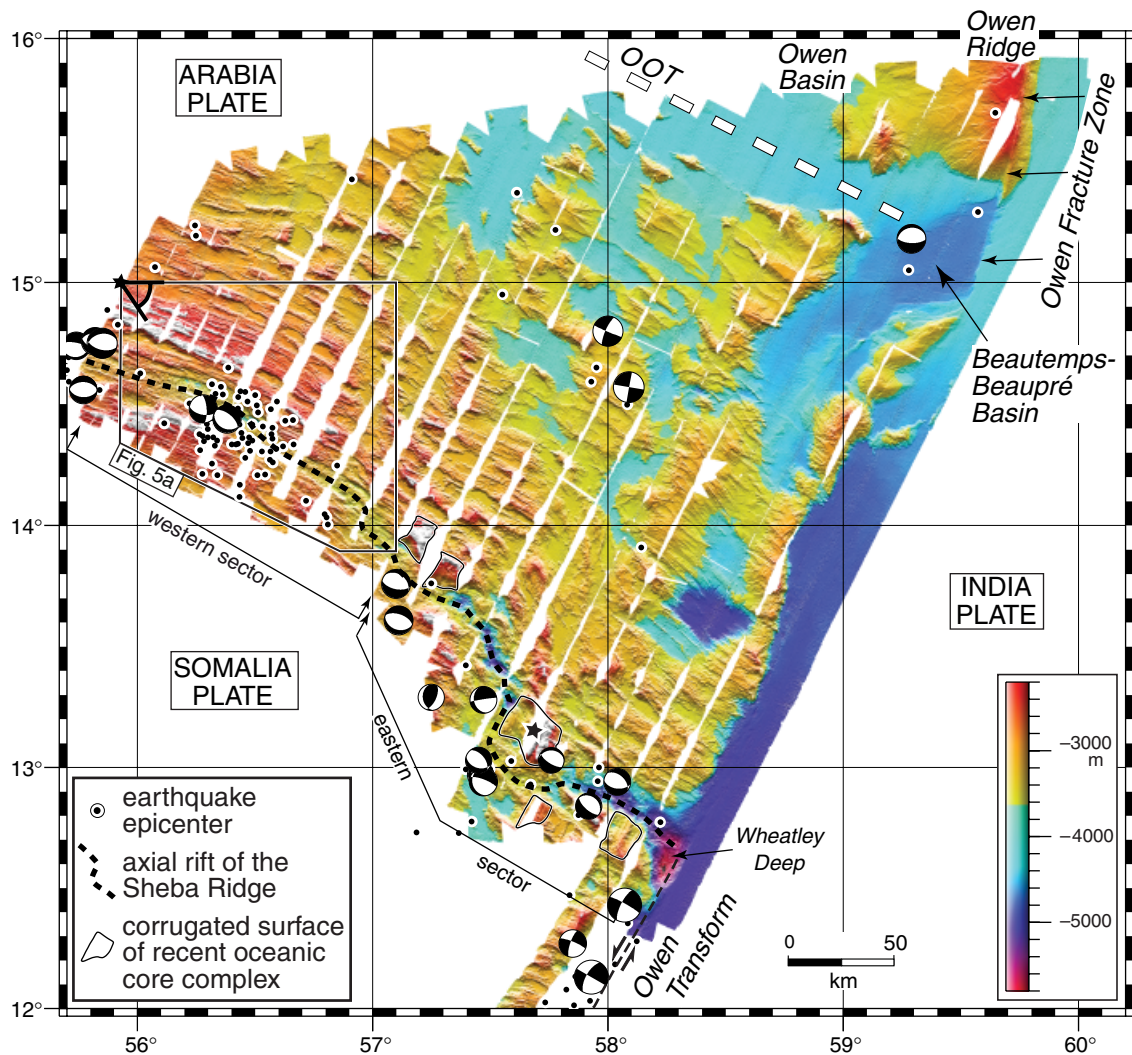 16°
15°
14°
13°
12°
56°
57°
58°
59°
60°
ARABIA
PLATE
OOT
Owen
Basin
Owen
Ridge
Owen Fracture Zone
Beautemps-
Beaupré
Basin
Fig. 5a
western sector
SOMALIA
PLATE
eastern
sector
INDIA
PLATE
−3000
m
−4000
−5000
Wheatley
Deep
Owen
Transform
0
50
km
earthquake
epicenter
axial rift of the
Sheba Ridge
corrugated surface
of recent oceanic
core complex